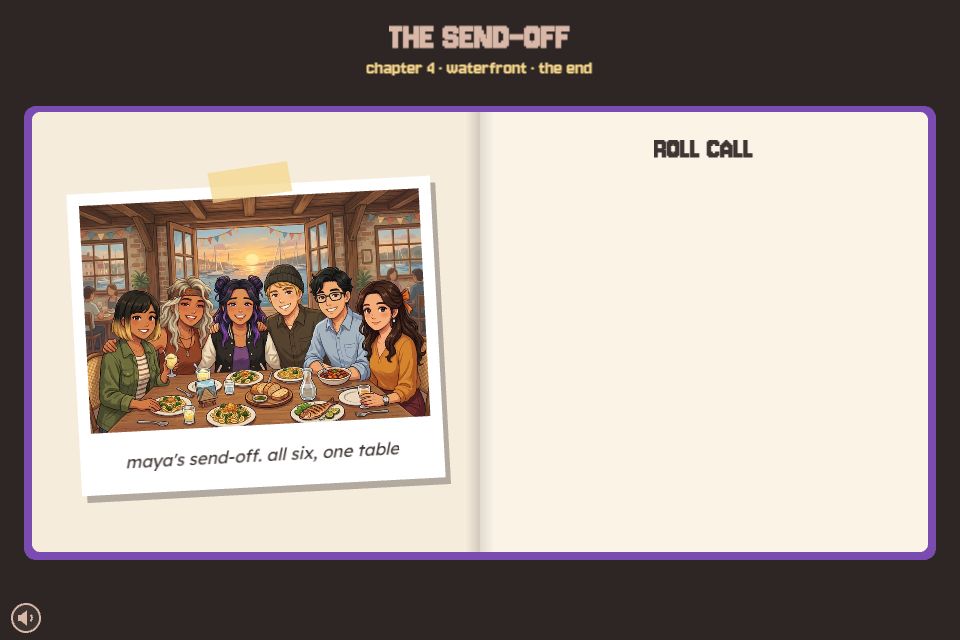 THE SEND-OFF
chapter 4 · waterfront · the end
ROLL CALL
maya's send-off. all six, one table